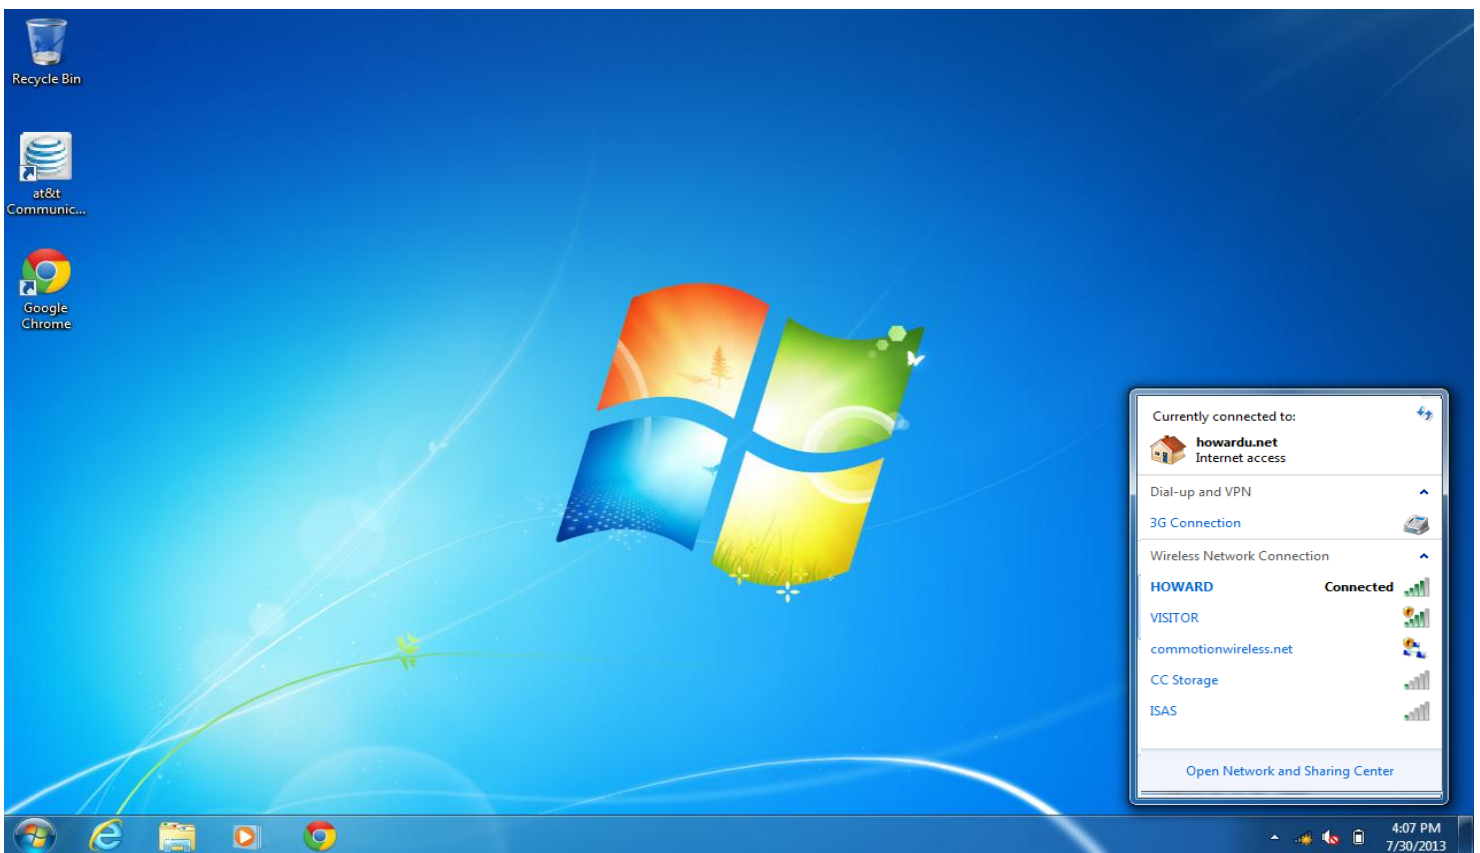 Recycle Bin
at&t
Communic...
Google
Chrome
Currently connected to:
howardu.net
Internet access
Dial-up and VPN
3G Connection
Wireless Network Connection
HOWARD Connected
VISITOR
commotionwireless.net
CC Storage
ISAS
Open Network and Sharing Center
4:07 PM
7/30/2013